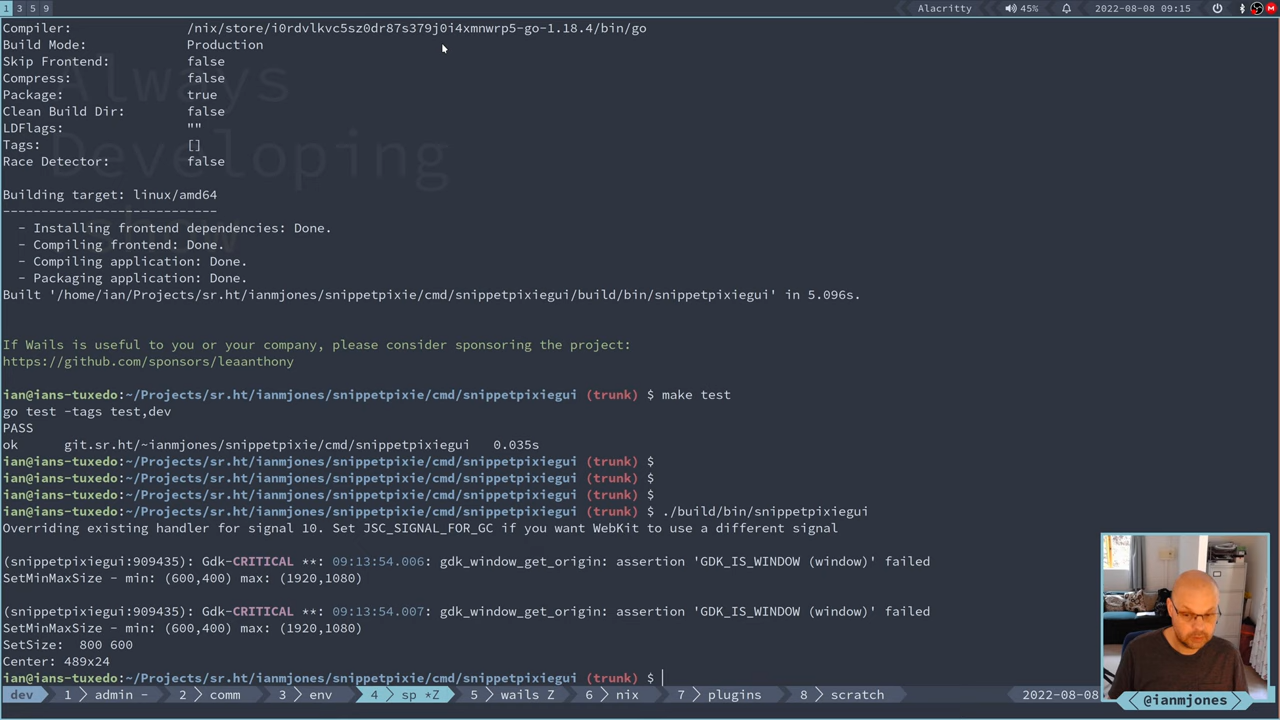 1 3 5 9 Alacritty 45% 2022-08-08 09:15
Compiler: /nix/store/i0rdvlkvc5sz0dr87s379j0i4xmnwrp5-go-1.18.4/bin/go
Build Mode: Production
Skip Frontend: false
Compress: false
Package: true
Clean Build Dir: false
LDFlags: ""
Tags: []
Race Detector: false
Always
Developing
Building target: linux/amd64
- Installing frontend dependencies: Done.
- Compiling frontend: Done.
- Compiling application: Done.
- Packaging application: Done.
Built '/home/ian/Projects/sr.ht/ianmjones/snippetpixie/cmd/snippetpixiegui/build/bin/snippetpixiegui' in 5.096s.
If Wails is useful to you or your company, please consider sponsoring the project:
https://github.com/sponsors/leaanthony
ian@ians-tuxedo:~/Projects/sr.ht/ianmjones/snippetpixie/cmd/snippetpixiegui (trunk) $ make test
go test -tags test,dev
PASS
ok git.sr.ht/~ianmjones/snippetpixie/cmd/snippetpixiegui 0.035s
ian@ians-tuxedo:~/Projects/sr.ht/ianmjones/snippetpixie/cmd/snippetpixiegui (trunk) $
ian@ians-tuxedo:~/Projects/sr.ht/ianmjones/snippetpixie/cmd/snippetpixiegui (trunk) $
ian@ians-tuxedo:~/Projects/sr.ht/ianmjones/snippetpixie/cmd/snippetpixiegui (trunk) $
ian@ians-tuxedo:~/Projects/sr.ht/ianmjones/snippetpixie/cmd/snippetpixiegui (trunk) $ ./build/bin/snippetpixiegui
Overriding existing handler for signal 10. Set JSC_SIGNAL_FOR_GC if you want WebKit to use a different signal
(snippetpixiegui:909435): Gdk-CRITICAL **: 09:13:54.006: gdk_window_get_origin: assertion 'GDK_IS_WINDOW (window)' failed
SetMinMaxSize - min: (600,400) max: (1920,1080)
(snippetpixiegui:909435): Gdk-CRITICAL **: 09:13:54.007: gdk_window_get_origin: assertion 'GDK_IS_WINDOW (window)' failed
SetMinMaxSize - min: (600,400) max: (1920,1080)
SetSize: 800 600
Center: 489x24
ian@ians-tuxedo:~/Projects/sr.ht/ianmjones/snippetpixie/cmd/snippetpixiegui (trunk) $
dev 1 admin - 2 comm 3 env 4 sp *Z 5 wails Z 6 nix 7 plugins 8 scratch 2022-08-08
@ianmjones